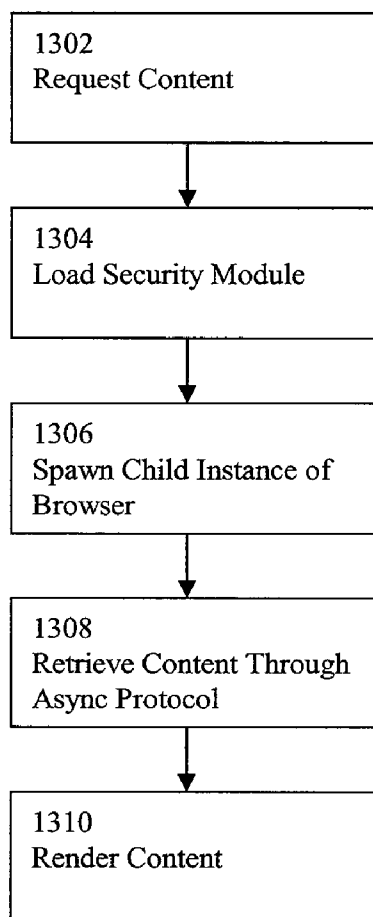 1302
Request Content
1304
Load Security Module
1306
Spawn Child Instance of
Browser
1308
Retrieve Content Through
Async Protocol
1310
Render Content